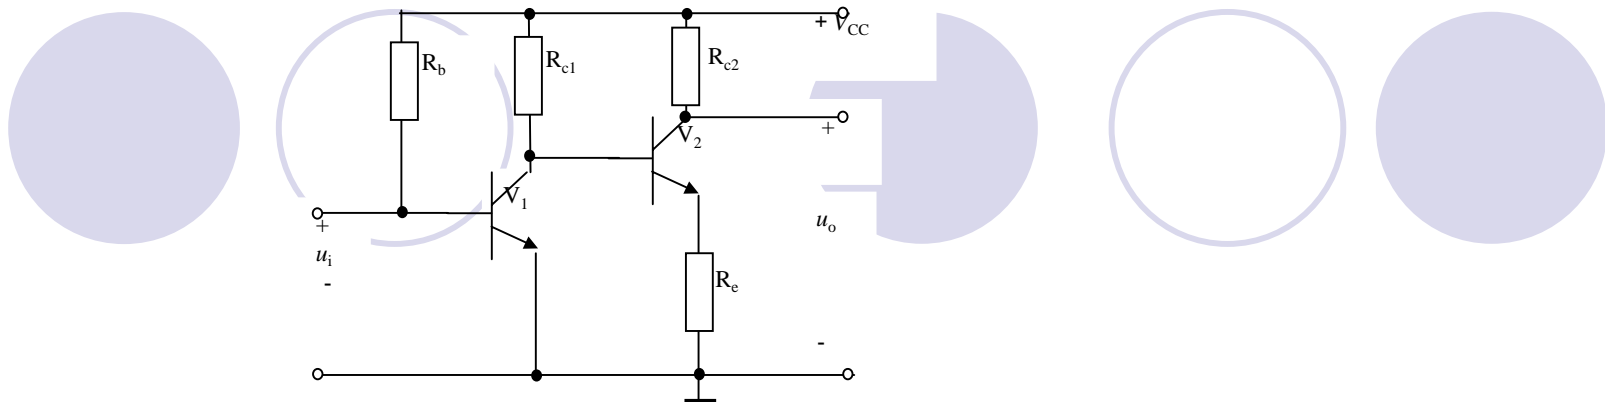 + V_CC
R_b
R_c1
R_c2
+
V_2
V_1
+
u_i
-
u_o
R_e
-